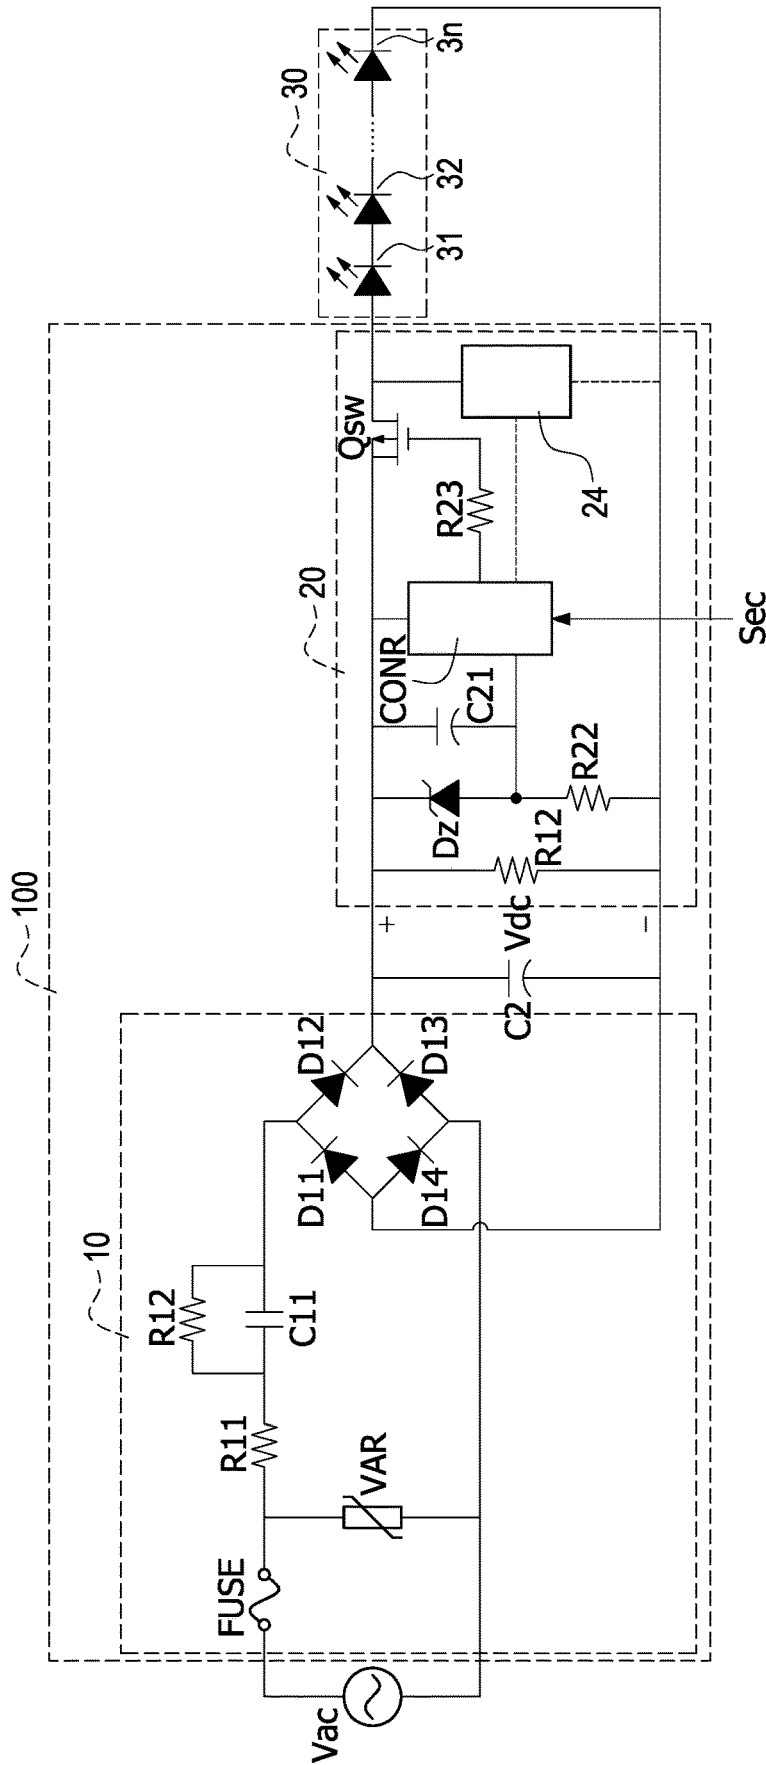 100
10
20
30
Vac
FUSE
VAR
R11
R12
C11
D11
D12
D14
D13
C2
+
Vdc
−
R12
Dz
R22
C21
CONR
Sec
R23
Qsw
24
31
32
3n